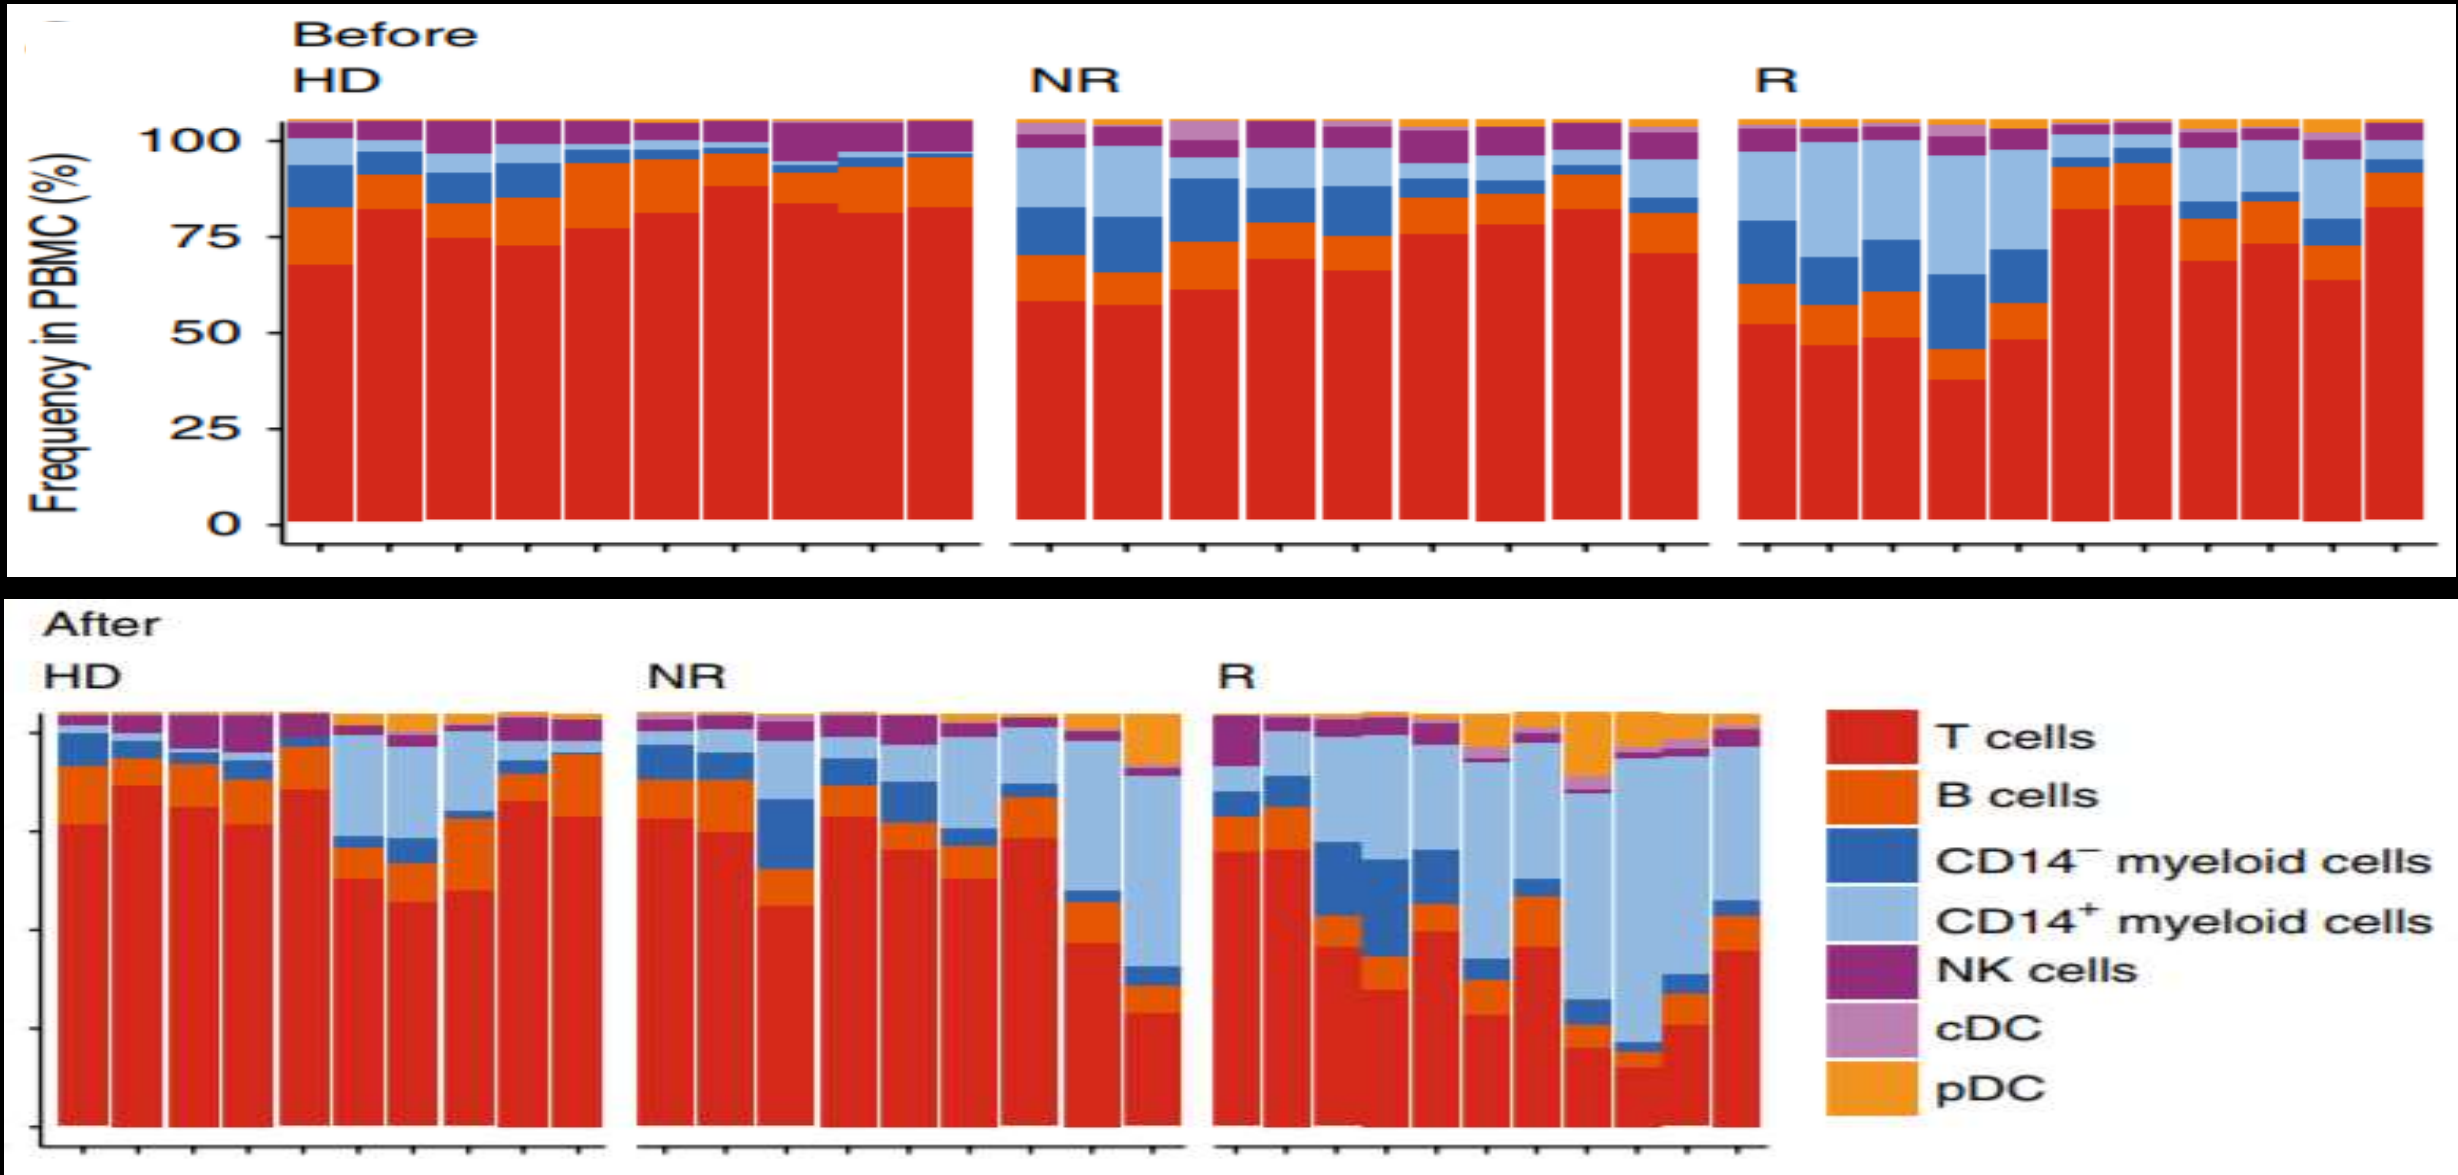 Before
HD
NR
R
Frequency in PBMC (%)
100
75
50
25
0
After
HD
NR
R
T cells
B cells
CD14⁻ myeloid cells
CD14⁺ myeloid cells
NK cells
cDC
pDC